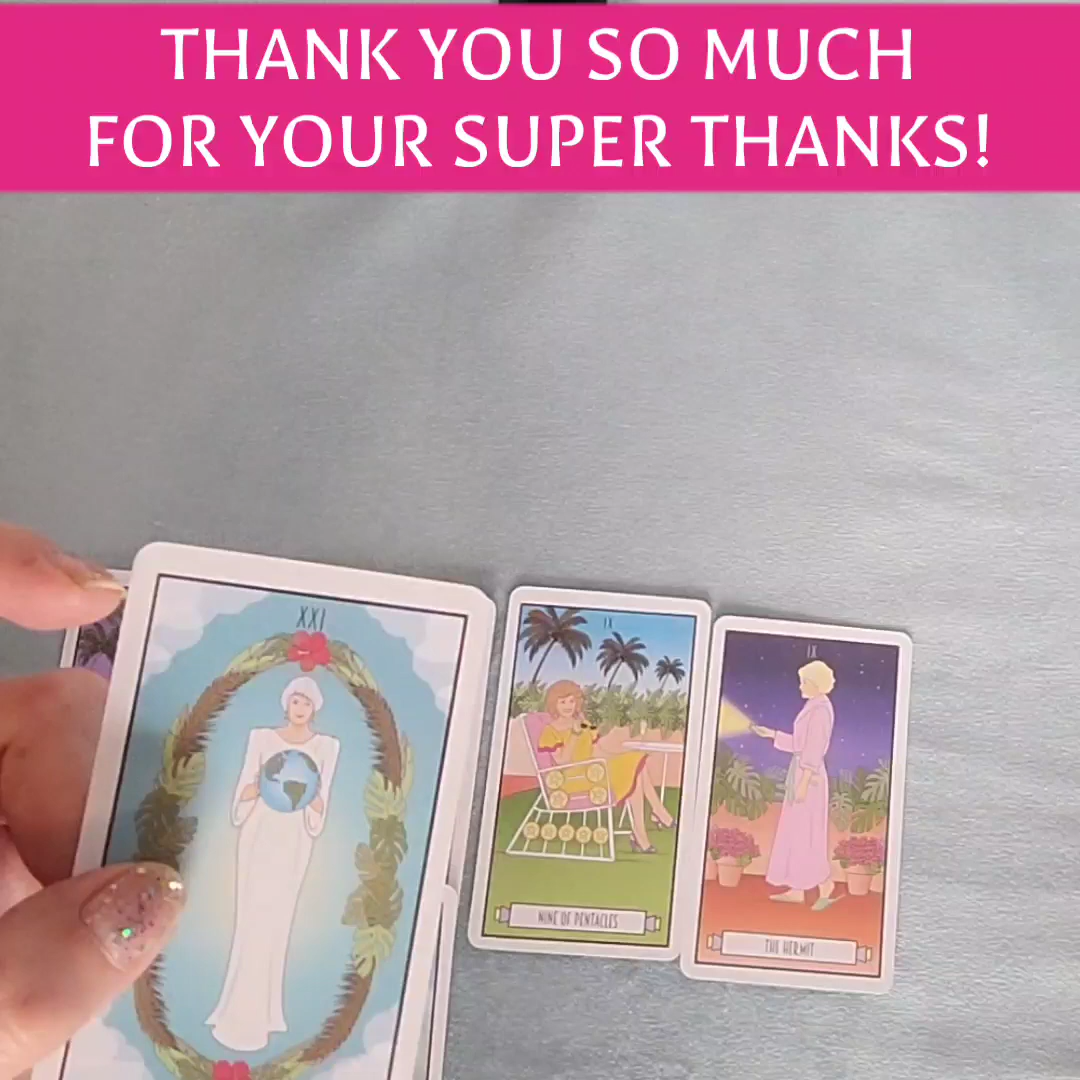 THANK YOU SO MUCH
FOR YOUR SUPER THANKS!
XXI
IX
NINE OF PENTACLES
IX
THE HERMIT